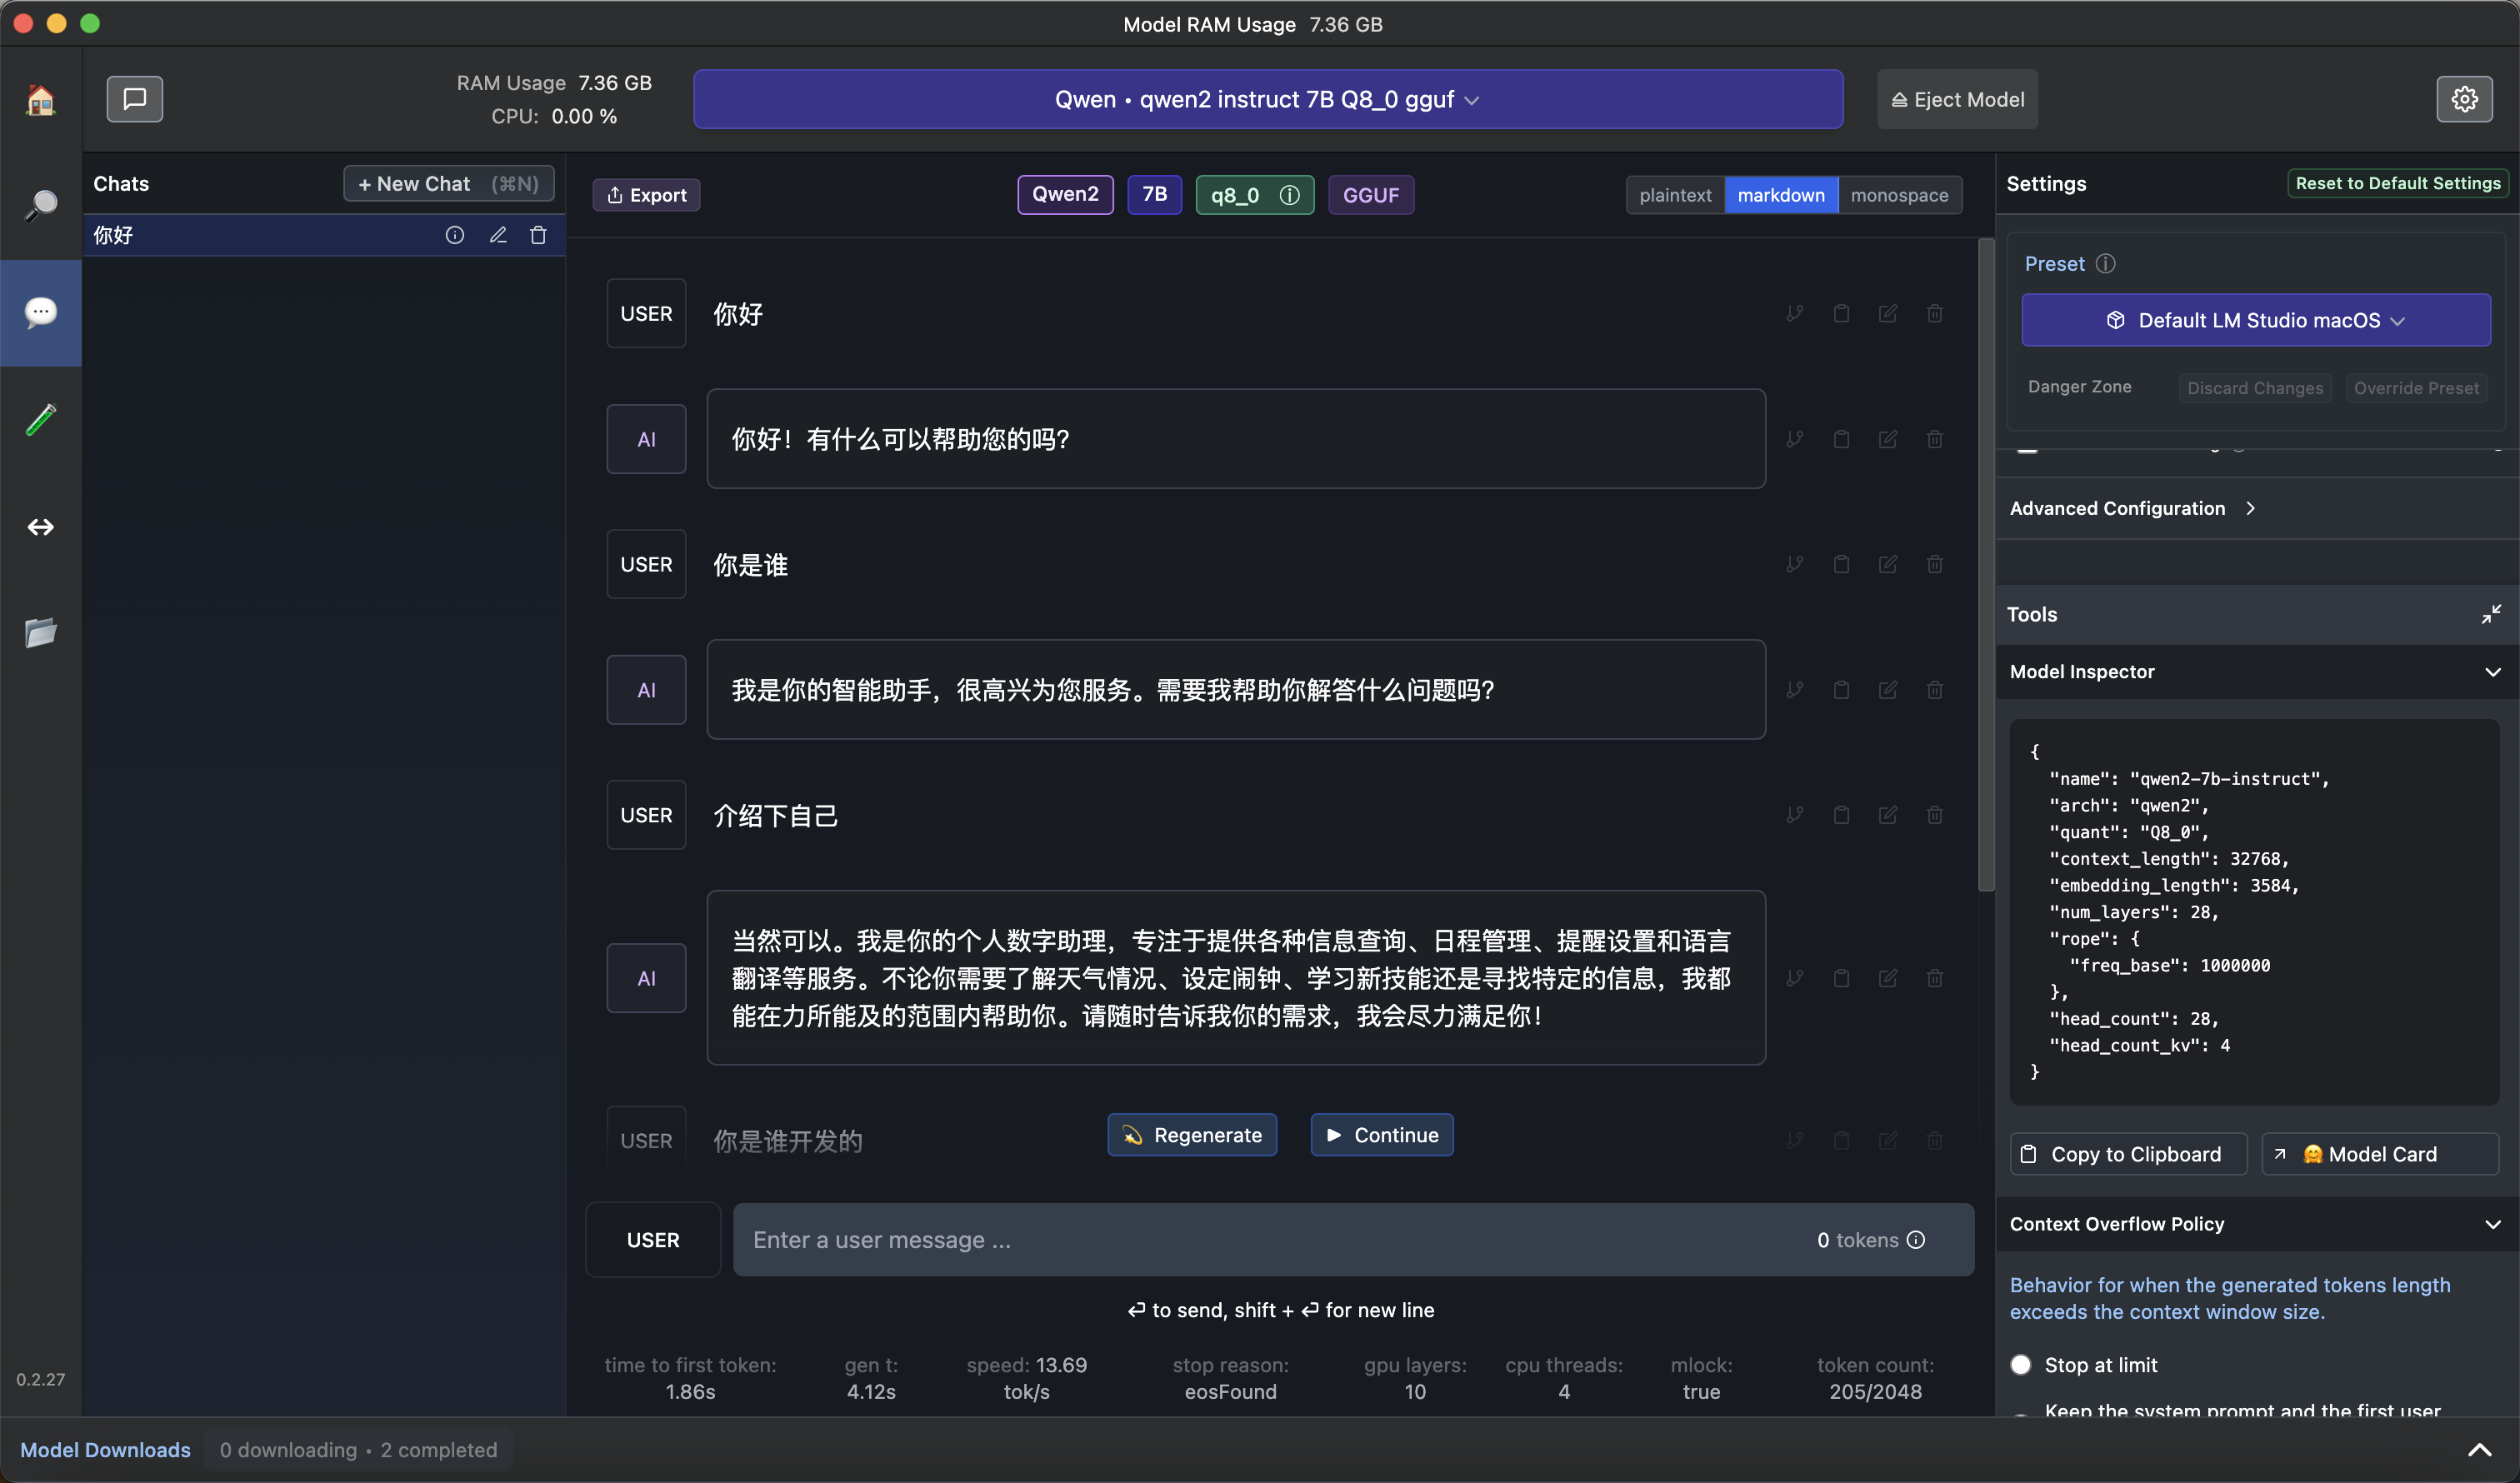 Model RAM Usage 7.36 GB
RAM Usage 7.36 GB
CPU: 0.00 %
Qwen • qwen2 instruct 7B Q8_0 gguf
Eject Model
Chats
+ New Chat (⌘N)
你好
Export
Qwen2
7B
q8_0
GGUF
plaintext
markdown
monospace
USER
你好
AI
你好！有什么可以帮助您的吗？
USER
你是谁
AI
我是你的智能助手，很高兴为您服务。需要我帮助你解答什么问题吗？
USER
介绍下自己
AI
当然可以。我是你的个人数字助理，专注于提供各种信息查询、日程管理、提醒设置和语言
翻译等服务。不论你需要了解天气情况、设定闹钟、学习新技能还是寻找特定的信息，我都
能在力所能及的范围内帮助你。请随时告诉我你的需求，我会尽力满足你！
USER
你是谁开发的
Regenerate
Continue
USER
Enter a user message ...
0 tokens
↵ to send, shift + ↵ for new line
time to first token:
1.86s
gen t:
4.12s
speed: 13.69
tok/s
stop reason:
eosFound
gpu layers:
10
cpu threads:
4
mlock:
true
token count:
205/2048
Settings
Reset to Default Settings
Preset
Default LM Studio macOS
Danger Zone
Discard Changes
Override Preset
Advanced Configuration
Tools
Model Inspector
{
"name": "qwen2-7b-instruct",
"arch": "qwen2",
"quant": "Q8_0",
"context_length": 32768,
"embedding_length": 3584,
"num_layers": 28,
"rope": {
"freq_base": 1000000
},
"head_count": 28,
"head_count_kv": 4
}
Copy to Clipboard
🤗 Model Card
Context Overflow Policy
Behavior for when the generated tokens length
exceeds the context window size.
Stop at limit
Keep the system prompt and the first user
0.2.27
Model Downloads
0 downloading • 2 completed